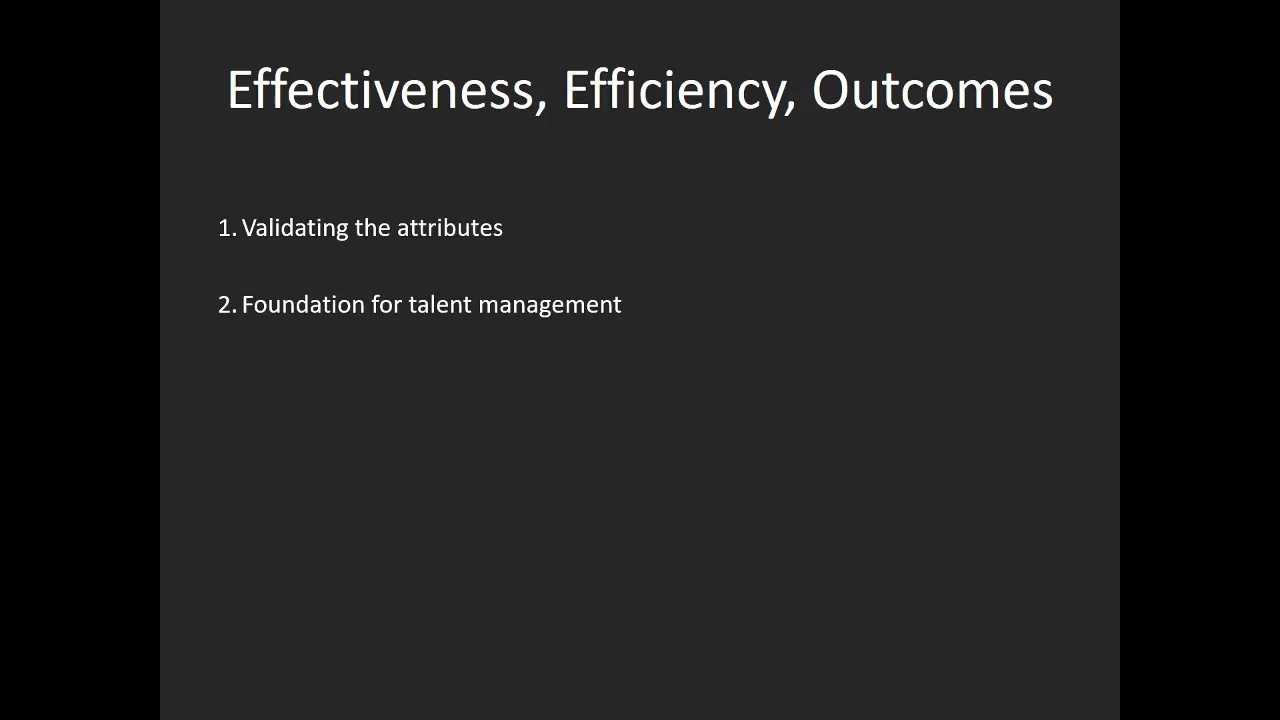 Effectiveness, Efficiency, Outcomes
1. Validating the attributes
2. Foundation for talent management